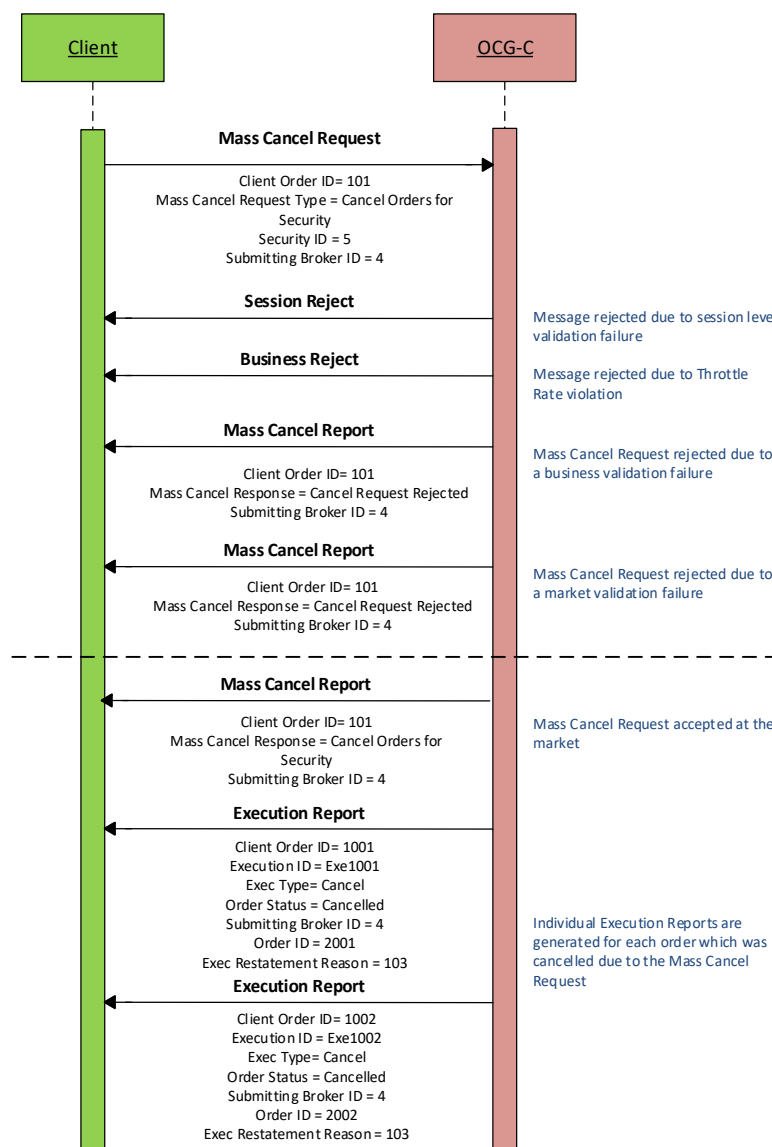 Client
OCG-C
Mass Cancel Request
Client Order ID= 101
Mass Cancel Request Type = Cancel Orders for
Security
Security ID = 5
Submitting Broker ID = 4
Session Reject
Message rejected due to session leve
validation failure
Business Reject
Message rejected due to Throttle
Rate violation
Mass Cancel Report
Client Order ID= 101
Mass Cancel Response = Cancel Request Rejected
Submitting Broker ID = 4
Mass Cancel Request rejected due to
a business validation failure
Mass Cancel Report
Client Order ID= 101
Mass Cancel Response = Cancel Request Rejected
Submitting Broker ID = 4
Mass Cancel Request rejected due to
a market validation failure
Mass Cancel Report
Client Order ID= 101
Mass Cancel Response = Cancel Orders for
Security
Submitting Broker ID = 4
Mass Cancel Request accepted at the
market
Execution Report
Client Order ID= 1001
Execution ID = Exe1001
Exec Type= Cancel
Order Status = Cancelled
Submitting Broker ID = 4
Order ID = 2001
Exec Restatement Reason = 103
Individual Execution Reports are
generated for each order which was
cancelled due to the Mass Cancel
Request
Execution Report
Client Order ID= 1002
Execution ID = Exe1002
Exec Type= Cancel
Order Status = Cancelled
Submitting Broker ID = 4
Order ID = 2002
Exec Restatement Reason = 103